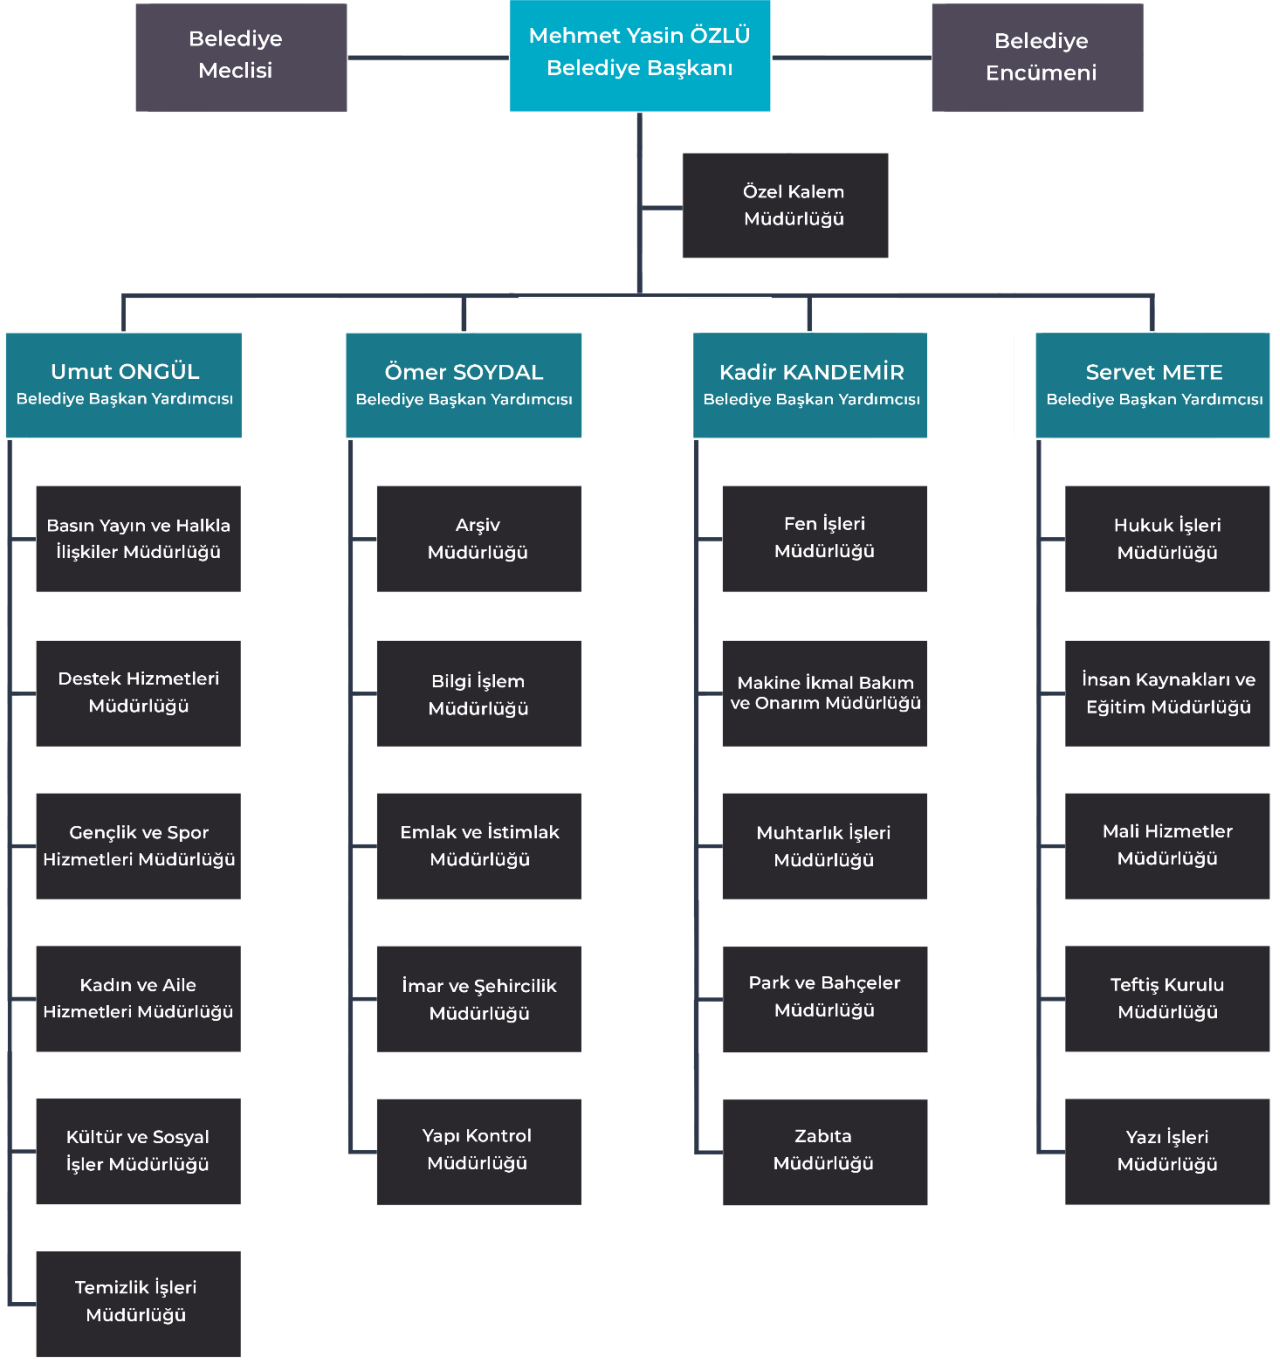 Belediye
Meclisi
Mehmet Yasin ÖZLÜ
Belediye Başkanı
Belediye
Encümeni
Özel Kalem
Müdürlüğü
Umut ONGÜL
Belediye Başkan Yardımcısı
Basın Yayın ve Halkla
İlişkiler Müdürlüğü
Destek Hizmetleri
Müdürlüğü
Gençlik ve Spor
Hizmetleri Müdürlüğü
Kadın ve Aile
Hizmetleri Müdürlüğü
Kültür ve Sosyal
İşler Müdürlüğü
Temizlik İşleri
Müdürlüğü
Ömer SOYDAL
Belediye Başkan Yardımcısı
Arşiv
Müdürlüğü
Bilgi İşlem
Müdürlüğü
Emlak ve İstimlak
Müdürlüğü
İmar ve Şehircilik
Müdürlüğü
Yapı Kontrol
Müdürlüğü
Kadir KANDEMİR
Belediye Başkan Yardımcısı
Fen İşleri
Müdürlüğü
Makine İkmal Bakım
ve Onarım Müdürlüğü
Muhtarlık İşleri
Müdürlüğü
Park ve Bahçeler
Müdürlüğü
Zabıta
Müdürlüğü
Servet METE
Belediye Başkan Yardımcısı
Hukuk İşleri
Müdürlüğü
İnsan Kaynakları ve
Eğitim Müdürlüğü
Mali Hizmetler
Müdürlüğü
Teftiş Kurulu
Müdürlüğü
Yazı İşleri
Müdürlüğü